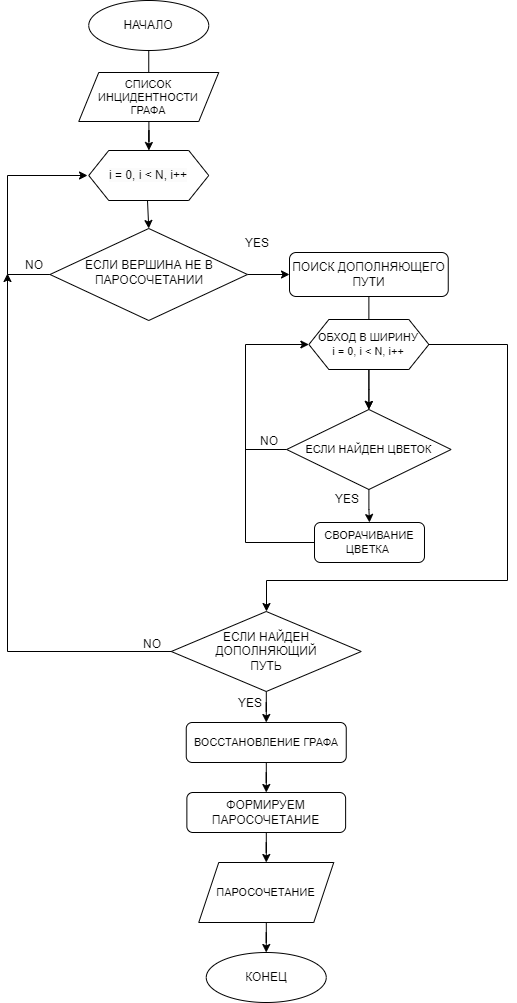 НАЧАЛО
СПИСОК
ИНЦИДЕНТНОСТИ
ГРАФА
i = 0, i < N, i++
NO
ЕСЛИ ВЕРШИНА НЕ В
ПАРОСОЧЕТАНИИ
YES
ПОИСК ДОПОЛНЯЮЩЕГО
ПУТИ
ОБХОД В ШИРИНУ
i = 0, i < N, i++
NO
ЕСЛИ НАЙДЕН ЦВЕТОК
YES
СВОРАЧИВАНИЕ
ЦВЕТКА
NO
ЕСЛИ НАЙДЕН
ДОПОЛНЯЮЩИЙ
ПУТЬ
YES
ВОССТАНОВЛЕНИЕ ГРАФА
ФОРМИРУЕМ
ПАРОСОЧЕТАНИЕ
ПАРОСОЧЕТАНИЕ
КОНЕЦ